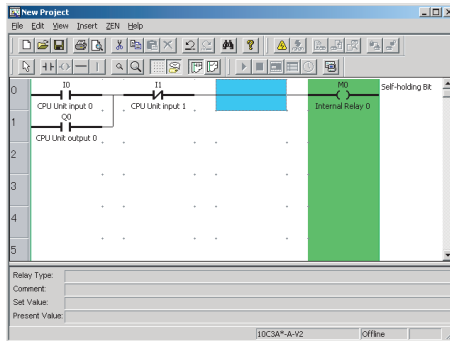 New Project
File Edit View Insert ZEN Help
0
I0
I1
M0
Self-holding Bit
CPU Unit input 0
CPU Unit input 1
Internal Relay 0
1
Q0
CPU Unit output 0
2
3
4
5
Relay Type:
Comment:
Set Value:
Present Value:
10C3A*-A-V2
Offline